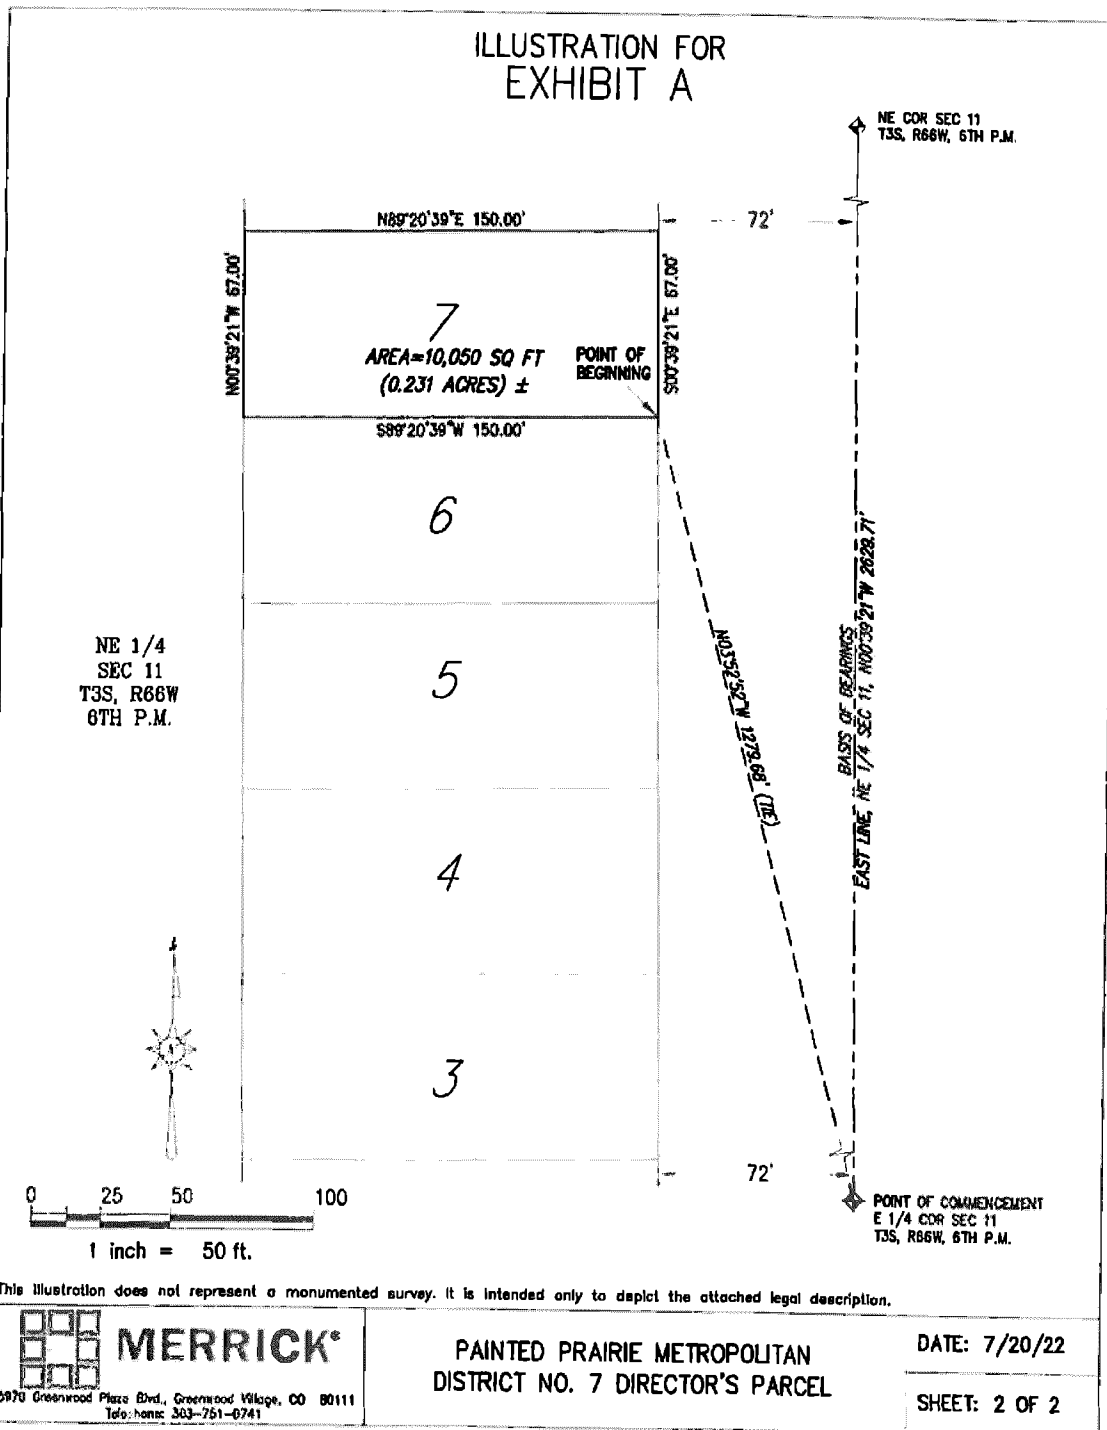 ILLUSTRATION FOR
EXHIBIT A
NE COR SEC 11
T3S, R66W, 6TH P.M.
N89°20'39"E 150.00'
72'
N00°39'21"W 67.00'
S00°39'21"E 67.00'
7
AREA=10,050 SQ FT
(0.231 ACRES) ±
POINT OF
BEGINNING
S89°20'39"W 150.00'
6
BASIS OF BEARINGS
EAST LINE, NE 1/4 SEC 11, N00°39'21"W 2629.71'
NE 1/4
SEC 11
T3S, R66W
6TH P.M.
5
N03°52'52"W 1279.68' (TIE)
4
3
72'
POINT OF COMMENCEMENT
E 1/4 COR SEC 11
T3S, R66W, 6TH P.M.
0 25 50 100
1 inch = 50 ft.
This illustration does not represent a monumented survey. It is intended only to depict the attached legal description.
MERRICK®
5970 Greenwood Plaza Blvd., Greenwood Village, CO 80111
Telephone: 303-751-0741
PAINTED PRAIRIE METROPOLITAN
DISTRICT NO. 7 DIRECTOR'S PARCEL
DATE: 7/20/22
SHEET: 2 OF 2